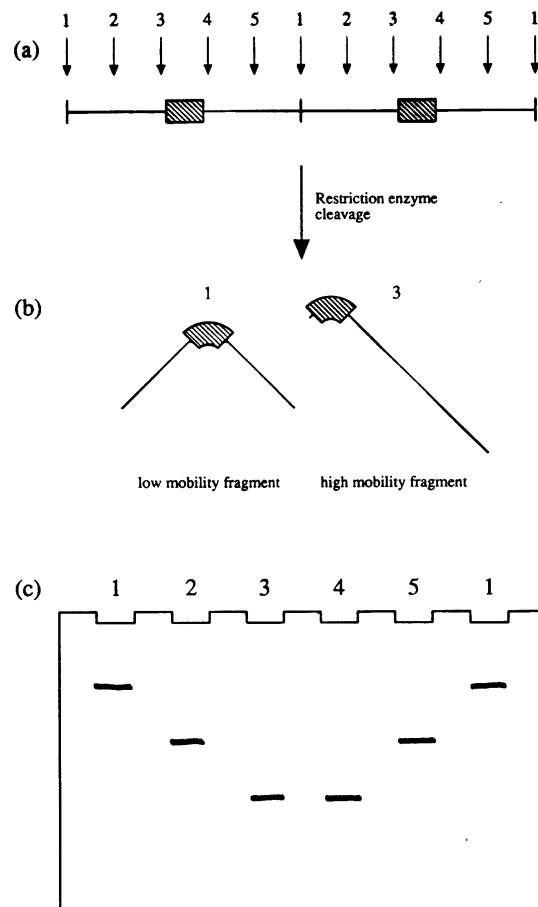 1 2 3 4 5 1 2 3 4 5 1
(a)
Restriction enzyme
cleavage
(b)
1 3
low mobility fragment high mobility fragment
(c)
1 2 3 4 5 1